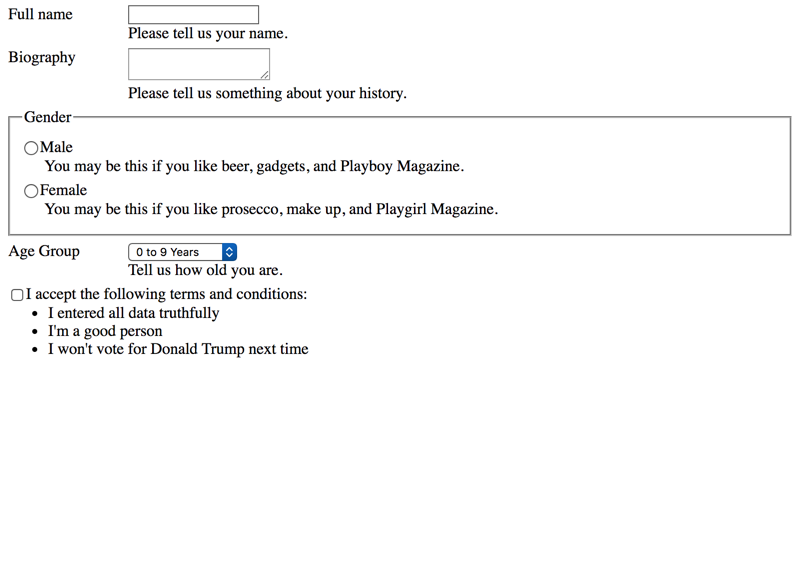 Full name
Please tell us your name.
Biography
Please tell us something about your history.
Gender
Male
You may be this if you like beer, gadgets, and Playboy Magazine.
Female
You may be this if you like prosecco, make up, and Playgirl Magazine.
Age Group 0 to 9 Years
Tell us how old you are.
I accept the following terms and conditions:
• I entered all data truthfully
• I'm a good person
• I won't vote for Donald Trump next time